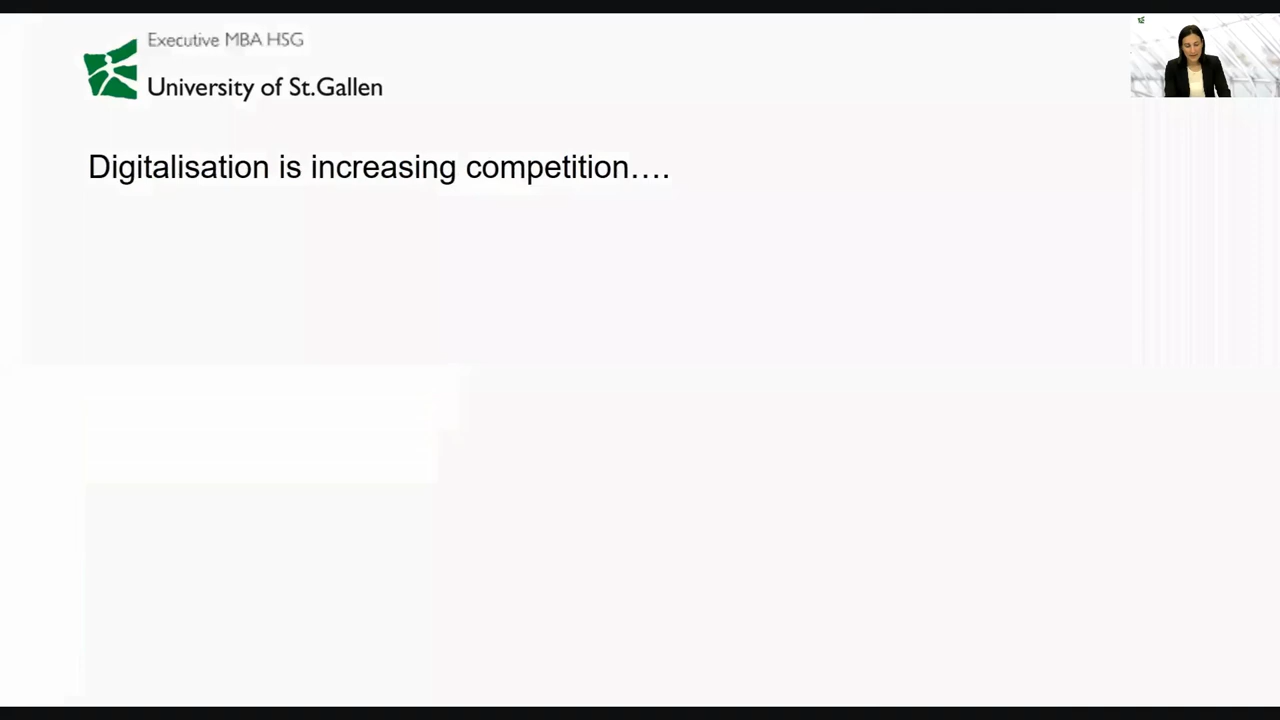 Executive MBA HSG
University of St.Gallen
Digitalisation is increasing competition….